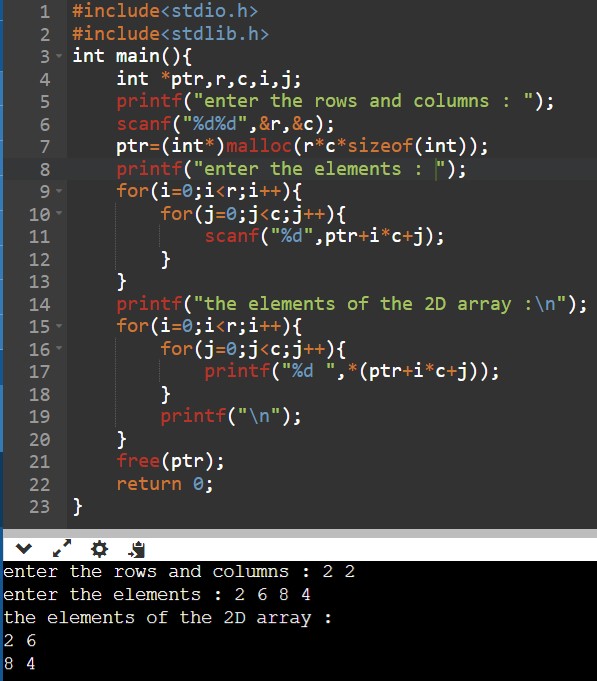 1 #include<stdio.h>
2 #include<stdlib.h>
3 int main(){
4     int *ptr,r,c,i,j;
5     printf("enter the rows and columns : ");
6     scanf("%d%d",&r,&c);
7     ptr=(int*)malloc(r*c*sizeof(int));
8     printf("enter the elements : ");
9     for(i=0;i<r;i++){
10         for(j=0;j<c;j++){
11             scanf("%d",ptr+i*c+j);
12         }
13     }
14     printf("the elements of the 2D array :\n");
15     for(i=0;i<r;i++){
16         for(j=0;j<c;j++){
17             printf("%d ",*(ptr+i*c+j));
18         }
19         printf("\n");
20     }
21     free(ptr);
22     return 0;
23 }
enter the rows and columns : 2 2
enter the elements : 2 6 8 4
the elements of the 2D array :
2 6
8 4